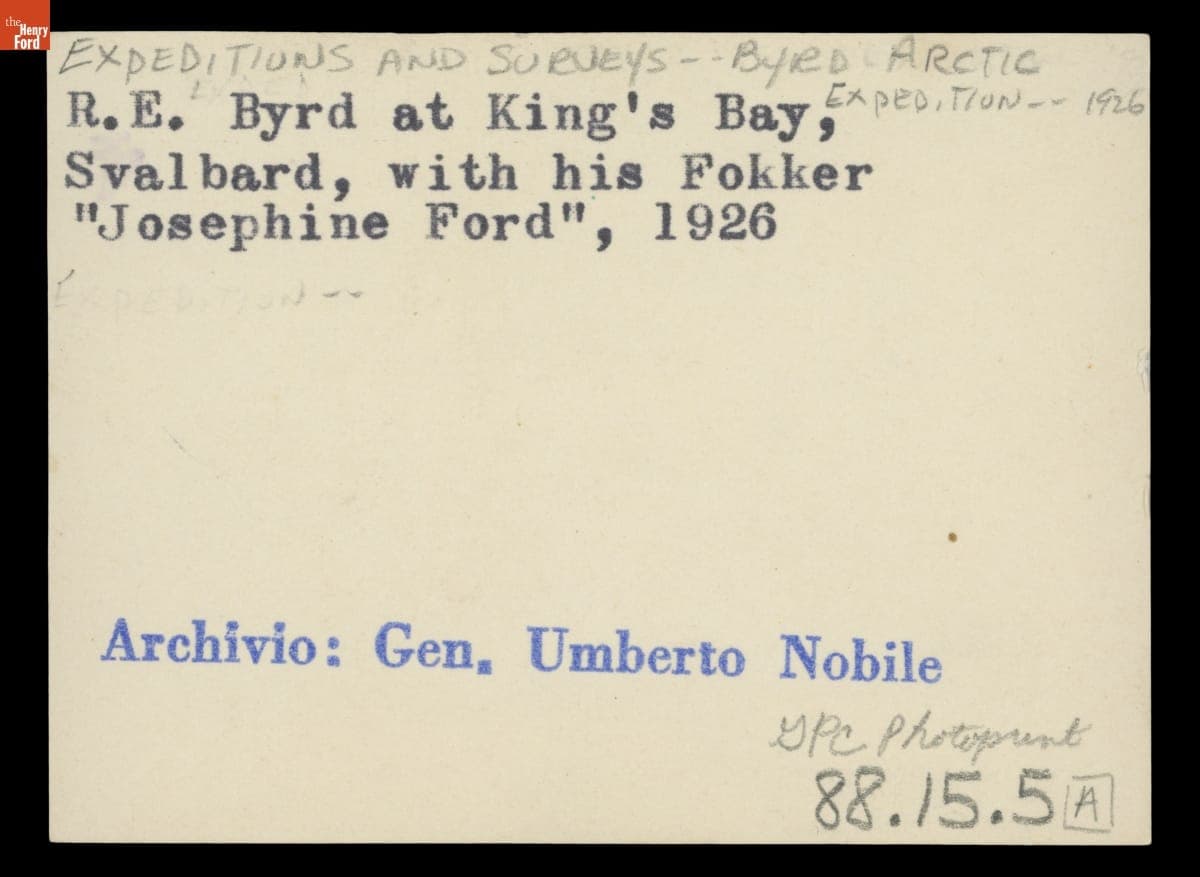 the
Henry
Ford
EXPEDITIONS AND SURVEYS -- BYRD ARCTIC
EXPEDITION -- 1926
R.E. Byrd at King's Bay,
Svalbard, with his Fokker
"Josephine Ford", 1926
EXPEDITION --
Archivio: Gen. Umberto Nobile
GPC Photoprint
88.15.5 A